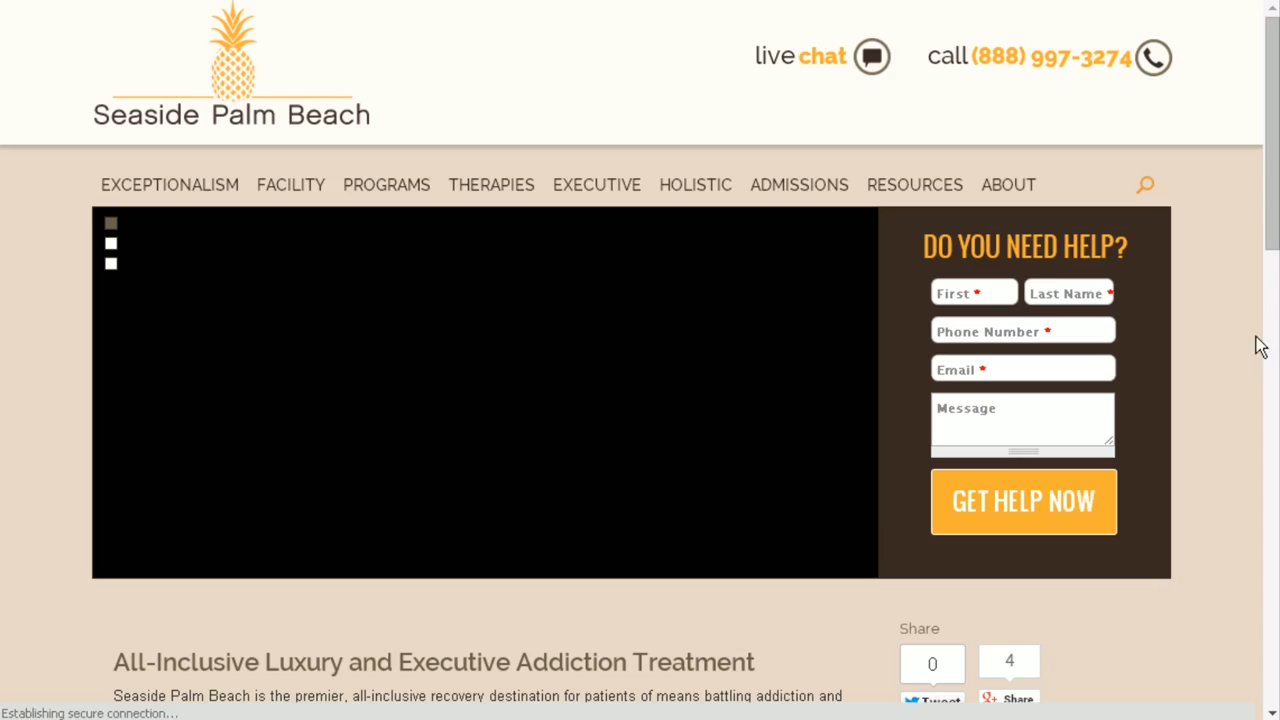 Seaside Palm Beach
live chat
call (888) 997-3274
EXCEPTIONALISM FACILITY PROGRAMS THERAPIES EXECUTIVE HOLISTIC ADMISSIONS RESOURCES ABOUT
DO YOU NEED HELP?
First * Last Name *
Phone Number *
Email *
Message
GET HELP NOW
Share
0 4
Tweet Share
All-Inclusive Luxury and Executive Addiction Treatment
Seaside Palm Beach is the premier, all-inclusive recovery destination for patients of means battling addiction and
Establishing secure connection...